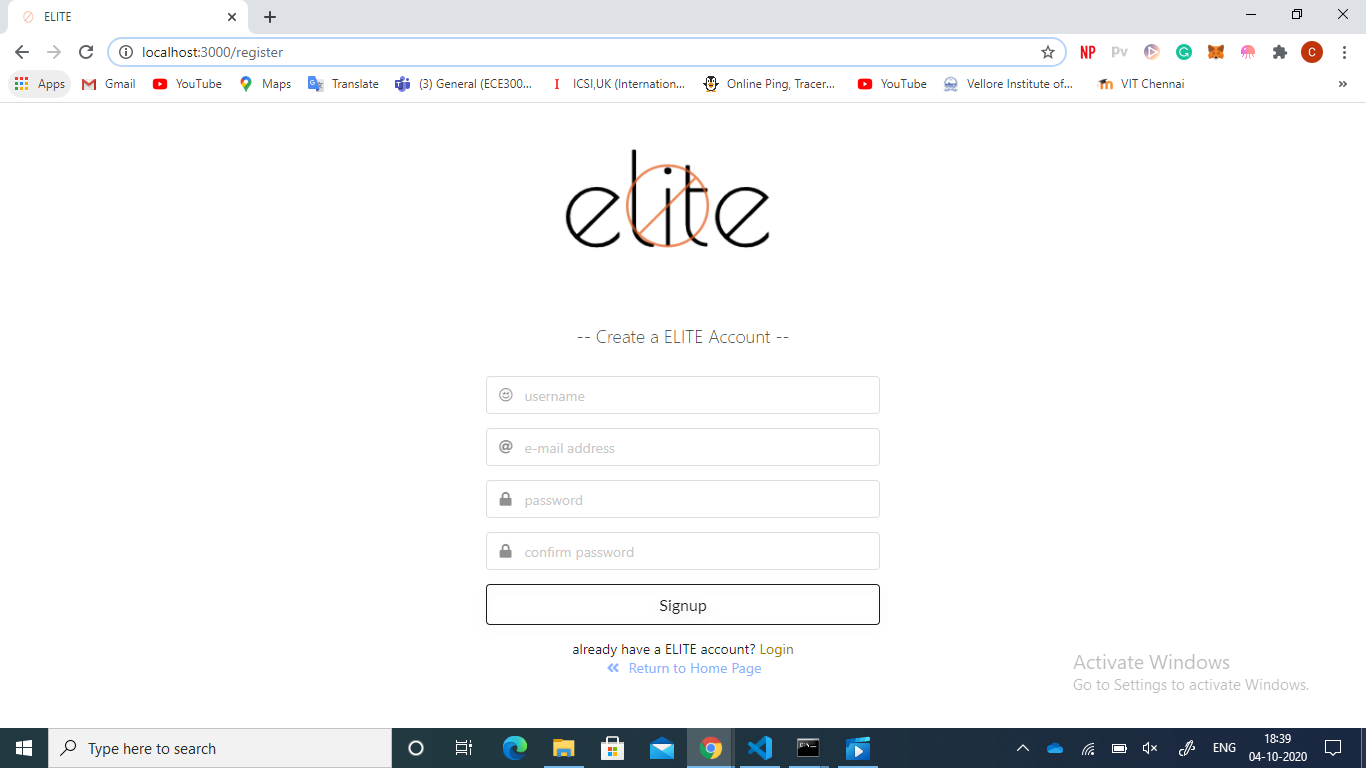 ELITE
localhost:3000/register
NP
Pv
C
Apps
Gmail
YouTube
Maps
Translate
(3) General (ECE300...
ICSI,UK (Internation...
Online Ping, Tracer...
YouTube
Vellore Institute of...
VIT Chennai
elite
-- Create a ELITE Account --
username
e-mail address
password
confirm password
Signup
already have a ELITE account? Login
Return to Home Page
Activate Windows
Go to Settings to activate Windows.
Type here to search
ENG
18:39
04-10-2020